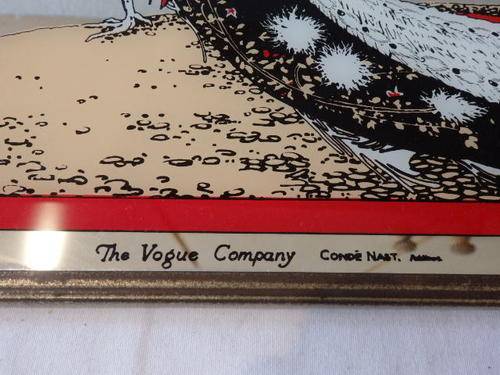 The Vogue Company CONDÉ NAST.